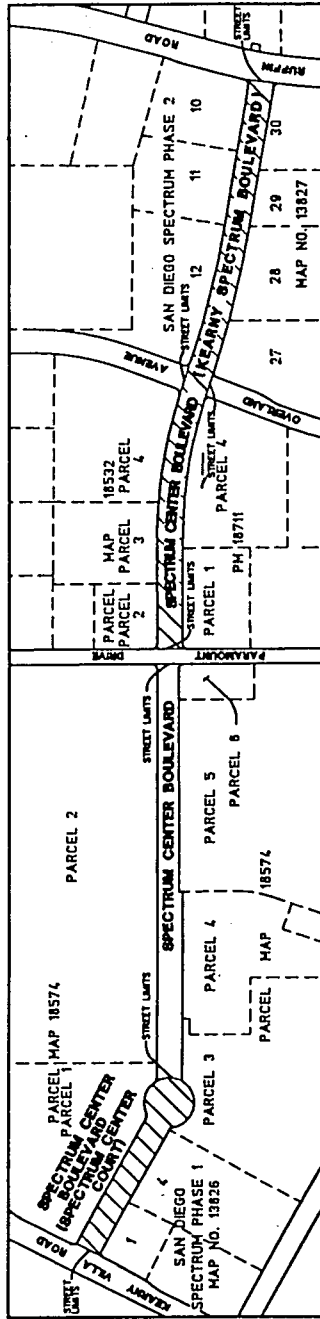 STREET LIMITS
KEARNY
VILLA
ROAD
SPECTRUM CENTER
BOULEVARD
(SPECTRUM CENTER
COURT)
1
4
SAN DIEGO
SPECTRUM PHASE 1
MAP NO. 13826
PARCEL MAP 18574
PARCEL 1
PARCEL 2
STREET LIMITS
PARCEL 3
SPECTRUM CENTER BOULEVARD
PARCEL 4
PARCEL MAP 18574
PARCEL 5
PARCEL 6
STREET LIMITS
PARAMOUNT
DRIVE
STREET LIMITS
PARCEL MAP 18532
PARCEL 2
PARCEL 3
PARCEL 4
SPECTRUM CENTER BOULEVARD
PARCEL 1
PARCEL 4
PM 18711
STREET LIMITS
STREET LIMITS
OVERLAND
AVENUE
SAN DIEGO SPECTRUM PHASE 2
12
11
10
(KEARNY SPECTRUM BOULEVARD)
27
28
29
30
MAP NO. 13827
STREET LIMITS
RUFFIN
ROAD